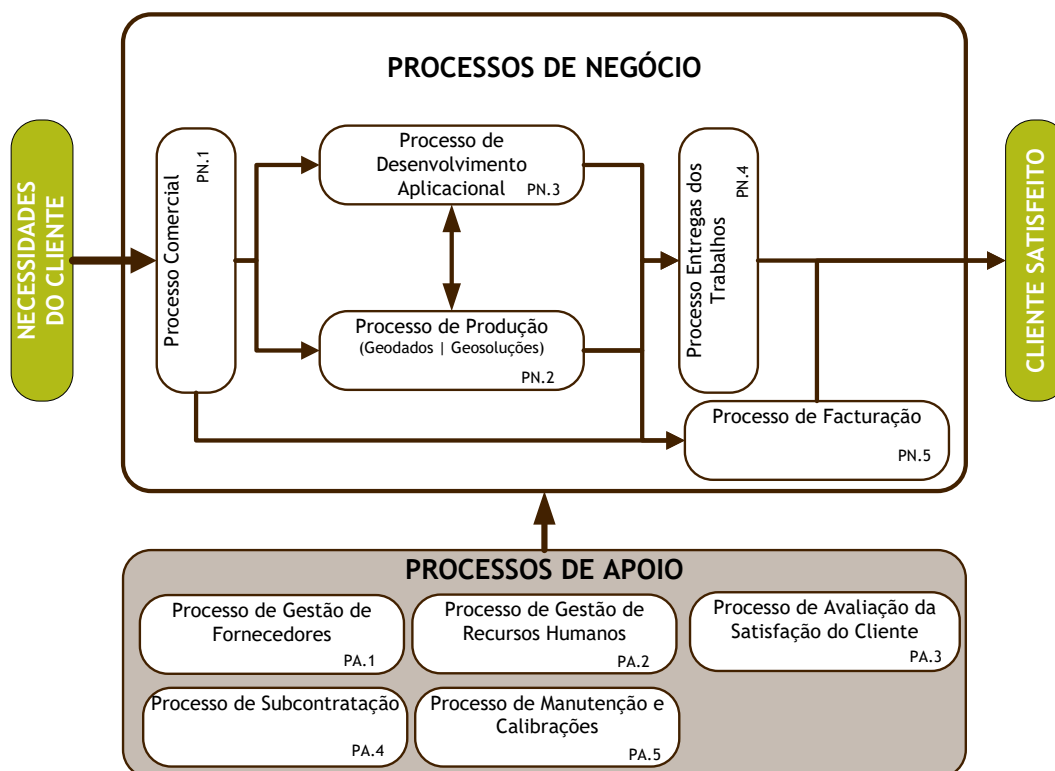 PROCESSOS DE NEGÓCIO
NECESSIDADES
DO CLIENTE
Processo Comercial
PN.1
Processo de
Desenvolvimento
Aplicacional
PN.3
Processo de Produção
(Geodados | Geosoluções)
PN.2
Processo Entregas dos
Trabalhos
PN.4
Processo de Facturação
PN.5
CLIENTE SATISFEITO
PROCESSOS DE APOIO
Processo de Gestão de
Fornecedores
PA.1
Processo de Gestão de
Recursos Humanos
PA.2
Processo de Avaliação da
Satisfação do Cliente
PA.3
Processo de Subcontratação
PA.4
Processo de Manutenção e
Calibrações
PA.5